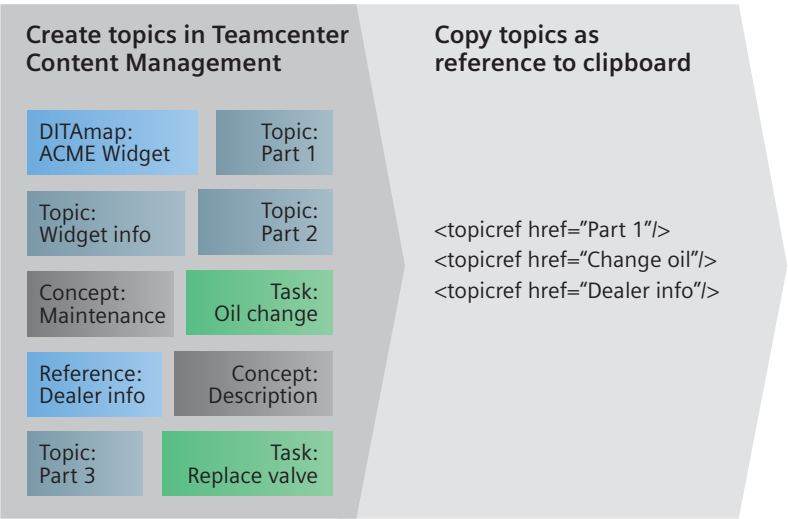 Create topics in Teamcenter
Content Management
DITAmap:
ACME Widget
Topic:
Part 1
Topic:
Widget info
Topic:
Part 2
Concept:
Maintenance
Task:
Oil change
Reference:
Dealer info
Concept:
Description
Topic:
Part 3
Task:
Replace valve
Copy topics as
reference to clipboard
<topicref href=“Part 1”/>
<topicref href=“Change oil”/>
<topicref href=“Dealer info”/>